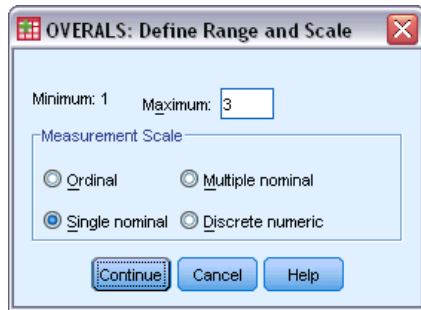 OVERALS: Define Range and Scale
Minimum: 1 Maximum: 3
Measurement Scale
Ordinal Multiple nominal
Single nominal Discrete numeric
Continue Cancel Help